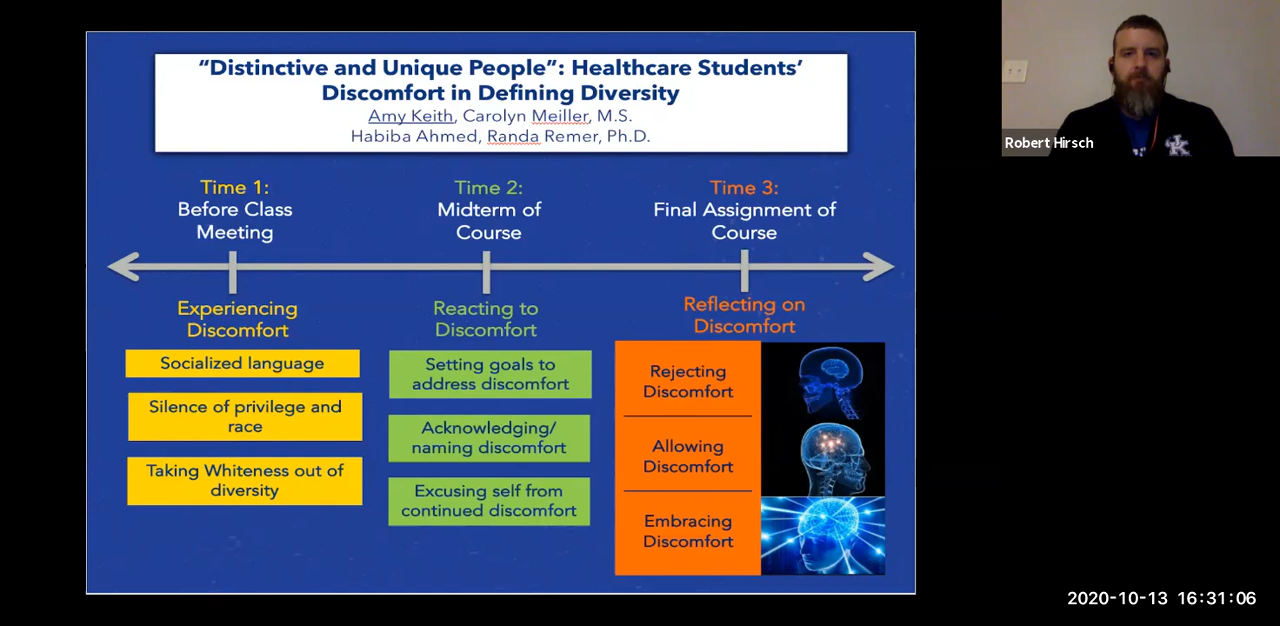 “Distinctive and Unique People”: Healthcare Students’
Discomfort in Defining Diversity
Amy Keith, Carolyn Meiller, M.S.
Habiba Ahmed, Randa Remer, Ph.D.
Time 1:
Before Class
Meeting
Time 2:
Midterm of
Course
Time 3:
Final Assignment of
Course
Experiencing
Discomfort
Socialized language
Silence of privilege and
race
Taking Whiteness out of
diversity
Reacting to
Discomfort
Setting goals to
address discomfort
Acknowledging/
naming discomfort
Excusing self from
continued discomfort
Reflecting on
Discomfort
Rejecting
Discomfort
Allowing
Discomfort
Embracing
Discomfort
Robert Hirsch
UK
2020-10-13 16:31:06